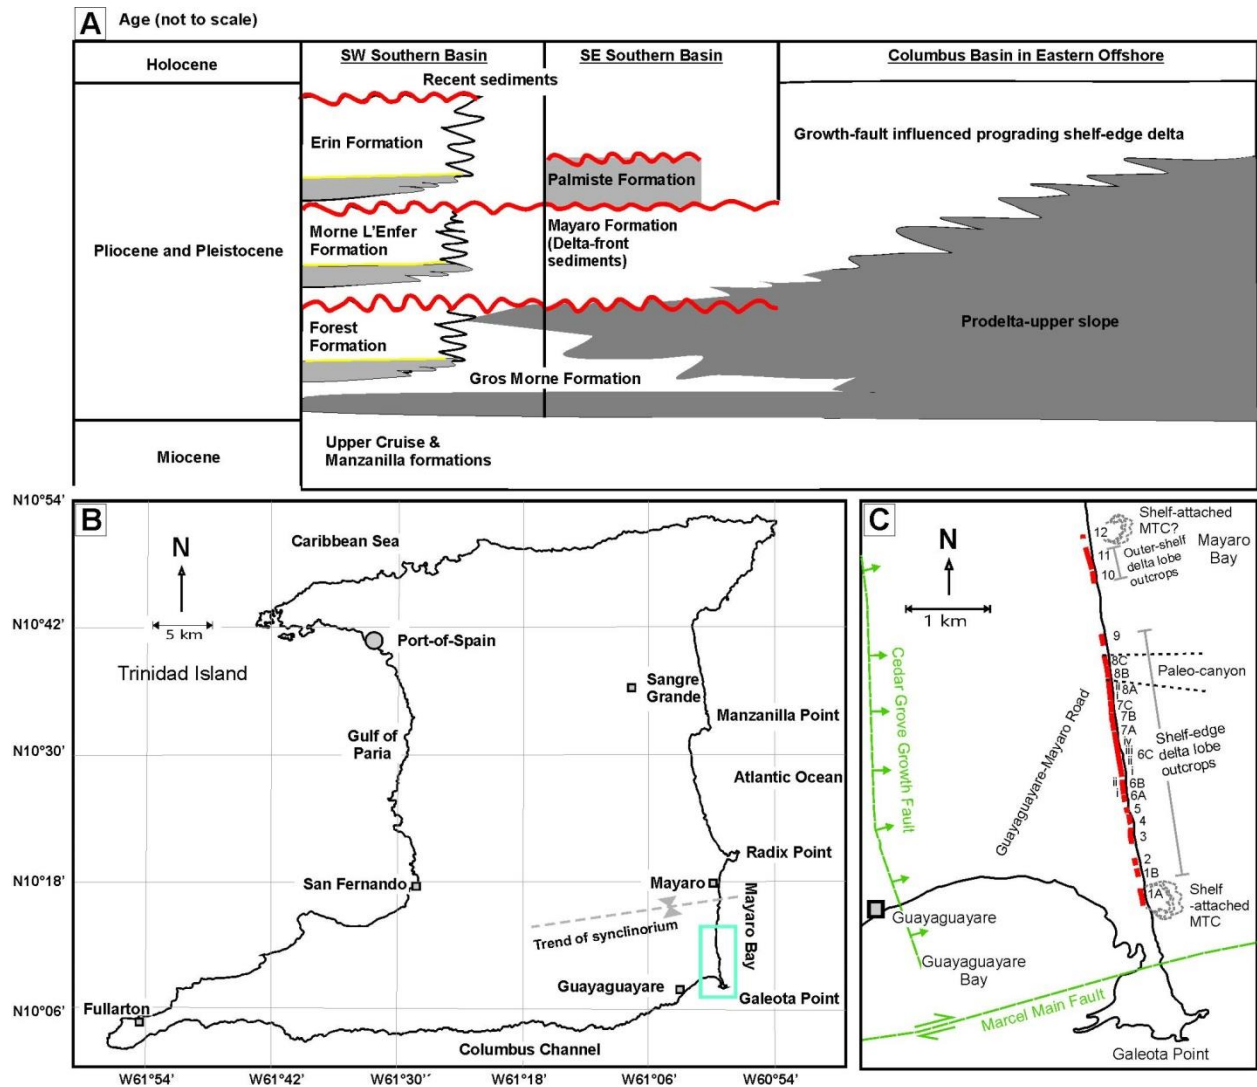 A Age (not to scale)
Holocene
SW Southern Basin
SE Southern Basin
Columbus Basin in Eastern Offshore
Recent sediments
Pliocene and Pleistocene
Erin Formation
Palmiste Formation
Growth-fault influenced prograding shelf-edge delta
Morne L'Enfer
Formation
Mayaro Formation
(Delta-front
sediments)
Forest
Formation
Prodelta-upper slope
Gros Morne Formation
Miocene
Upper Cruise &
Manzanilla formations
B
N10°54'
N10°42'
N10°30'
N10°18'
N10°06'
W61°54'
W61°42'
W61°30''
W61°18'
W61°06'
W60°54'
N
5 km
Caribbean Sea
Port-of-Spain
Trinidad Island
Sangre
Grande
Manzanilla Point
Gulf of
Paria
Atlantic Ocean
Radix Point
San Fernando
Mayaro
Mayaro Bay
Trend of synclinorium
Guayaguayare
Galeota Point
Fullarton
Columbus Channel
C
N
1 km
12
Shelf-attached
MTC?
Mayaro
Bay
11
10
Outer-shelf
delta lobe
outcrops
9
8C
8B
ii
i
8A
Paleo-canyon
7C
7B
7A
iv
iii
ii
i
6C
Shelf-edge
delta lobe
outcrops
ii
i
6B
6A
5
4
3
2
1B
1A
Shelf
-attached
MTC
Cedar Grove Growth Fault
Guayaguayare-Mayaro Road
Guayaguayare
Guayaguayare
Bay
Marcel Main Fault
Galeota Point